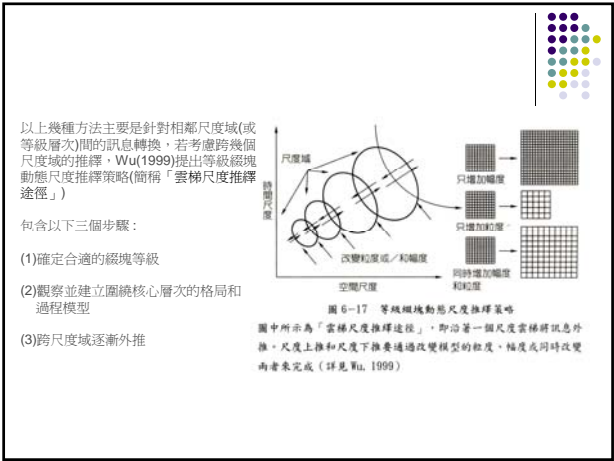 以上幾種方法主要是針對相鄰尺度域(或
等級層次)間的訊息轉換，若考慮跨幾個
尺度域的推繹，Wu(1999)提出等級綴塊
動態尺度推繹策略(簡稱「雲梯尺度推繹
途徑」)
包含以下三個步驟：
(1)確定合適的綴塊等級
(2)觀察並建立圍繞核心層次的格局和
過程模型
(3)跨尺度域逐漸外推
尺度域
時間尺度
改變粒度或／和幅度
空間尺度
只增加幅度
只增加粒度
同時增加幅度
和粒度
圖 6-17 等級綴塊動態尺度推繹策略
圖中所示為「雲梯尺度推繹途徑」，即沿著一個尺度雲梯將訊息外
推。尺度上推和尺度下推要通過改變模型的粒度、幅度或同時改變
兩者來完成（詳見 Wu, 1999）